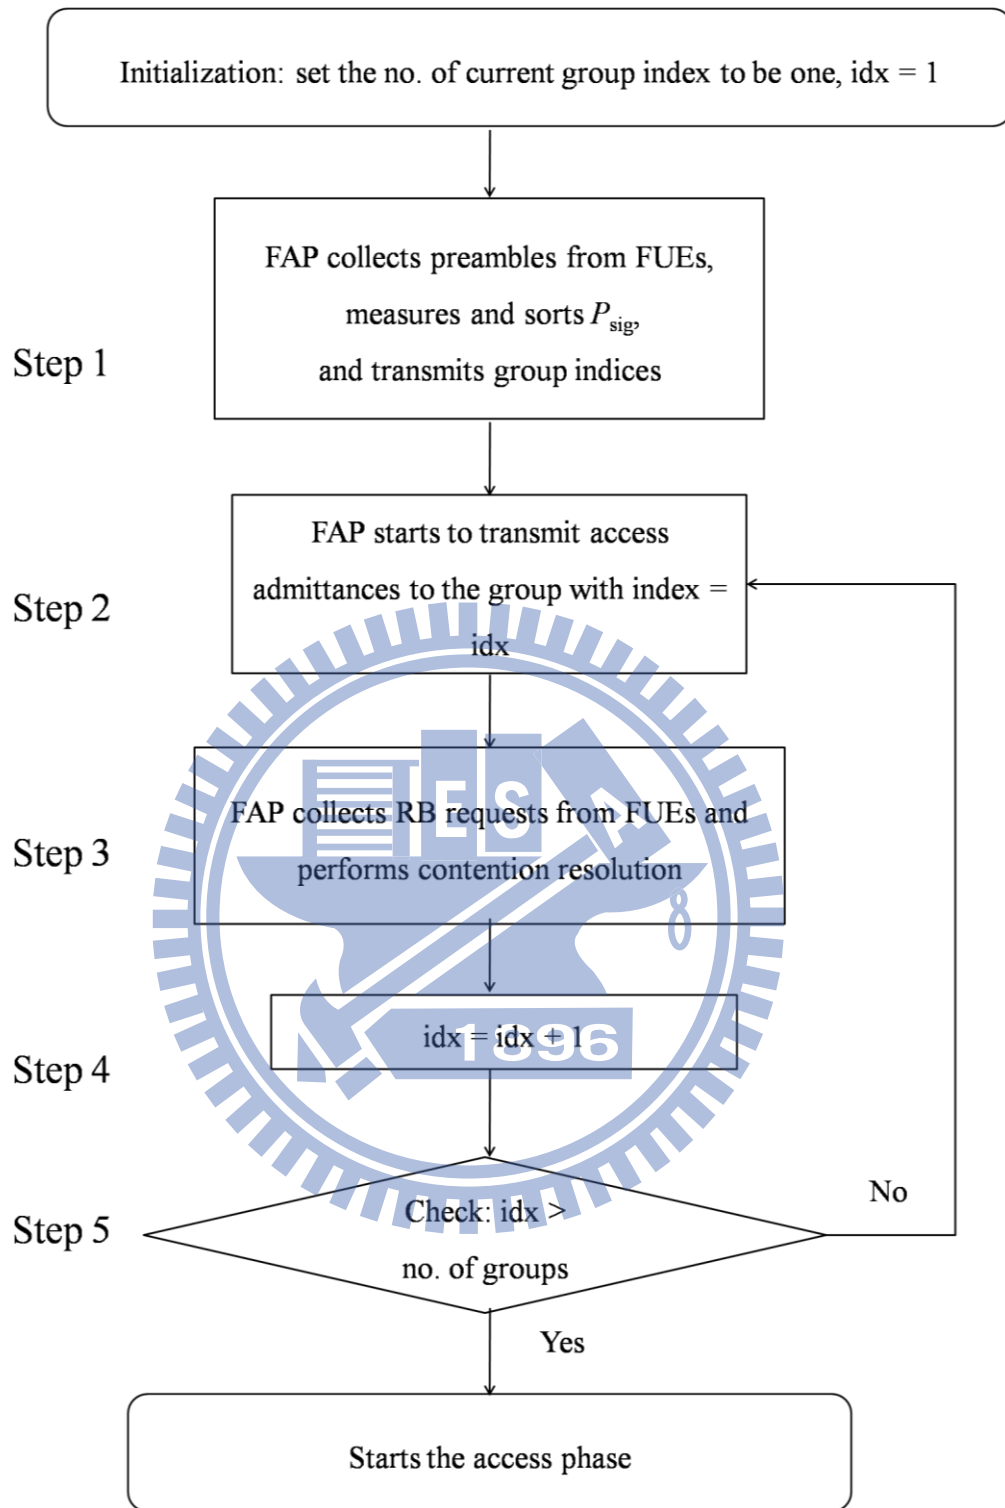 Initialization: set the no. of current group index to be one, idx = 1
FAP collects preambles from FUEs,
measures and sorts P_sig,
and transmits group indices
Step 1
FAP starts to transmit access
admittances to the group with index =
idx
Step 2
FAP collects RB requests from FUEs and
performs contention resolution
Step 3
ESA
idx = idx + 1
1896
Step 4
Check: idx >
no. of groups
Step 5
No
Yes
Starts the access phase